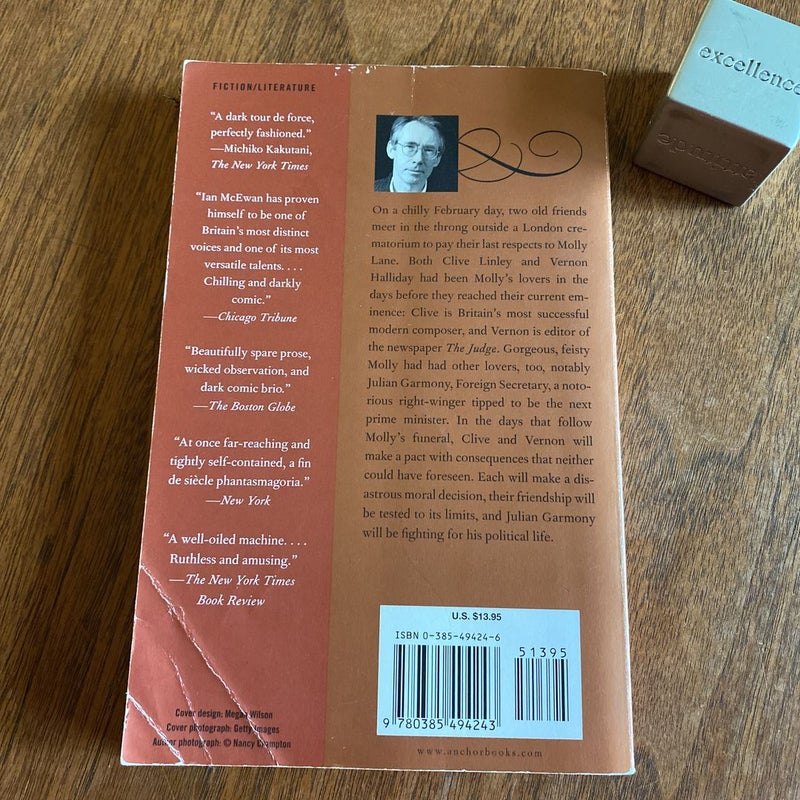 FICTION/LITERATURE
“A dark tour de force,
perfectly fashioned.”
—Michiko Kakutani,
The New York Times
“Ian McEwan has proven
himself to be one of
Britain's most distinct
voices and one of its most
versatile talents. . . .
Chilling and darkly
comic.”
—Chicago Tribune
“Beautifully spare prose,
wicked observation, and
dark comic brio.”
—The Boston Globe
“At once far-reaching and
tightly self-contained, a fin
de siècle phantasmagoria.”
—New York
“A well-oiled machine. . . .
Ruthless and amusing.”
—The New York Times
Book Review
Cover design: Megan Wilson
Cover photograph: Getty Images
Author photograph: © Nancy Crampton
On a chilly February day, two old friends
meet in the throng outside a London cre-
matorium to pay their last respects to Molly
Lane. Both Clive Linley and Vernon
Halliday had been Molly's lovers in the
days before they reached their current em-
inence: Clive is Britain's most successful
modern composer, and Vernon is editor of
the newspaper The Judge. Gorgeous, feisty
Molly had had other lovers, too, notably
Julian Garmony, Foreign Secretary, a noto-
rious right-winger tipped to be the next
prime minister. In the days that follow
Molly's funeral, Clive and Vernon will
make a pact with consequences that neither
could have foreseen. Each will make a dis-
astrous moral decision, their friendship will
be tested to its limits, and Julian Garmony
will be fighting for his political life.
U.S. $13.95
ISBN 0-385-49424-6
51395
9 780385 494243
www.anchorbooks.com
excellence
attitude